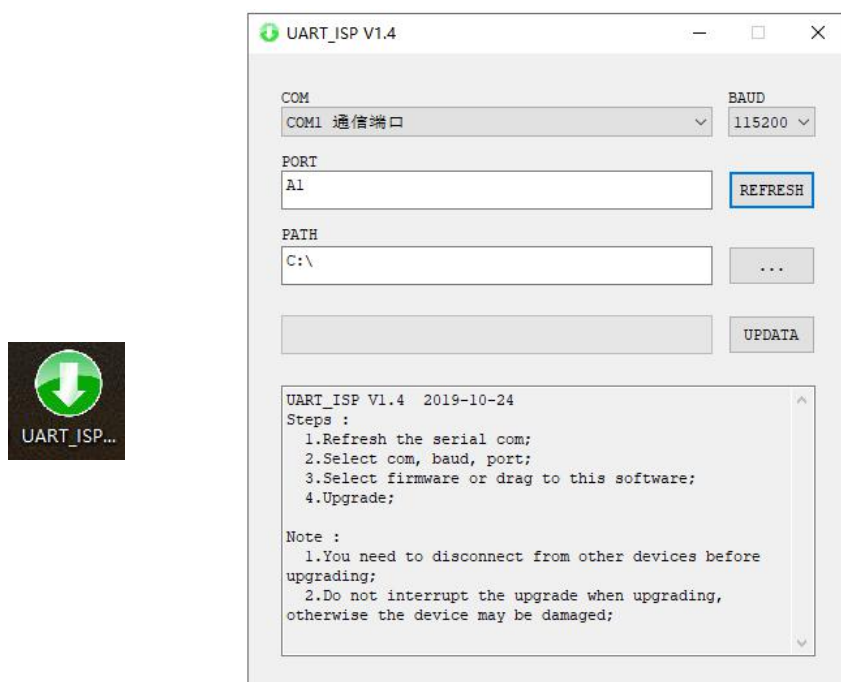 UART_ISP V1.4
COM
BAUD
COM1 通信端口
115200
PORT
A1
REFRESH
PATH
C:\
...
UPDATA
UART_ISP...
UART_ISP V1.4  2019-10-24
Steps :
1.Refresh the serial com;
2.Select com, baud, port;
3.Select firmware or drag to this software;
4.Upgrade;
Note :
1.You need to disconnect from other devices before
upgrading;
2.Do not interrupt the upgrade when upgrading,
otherwise the device may be damaged;